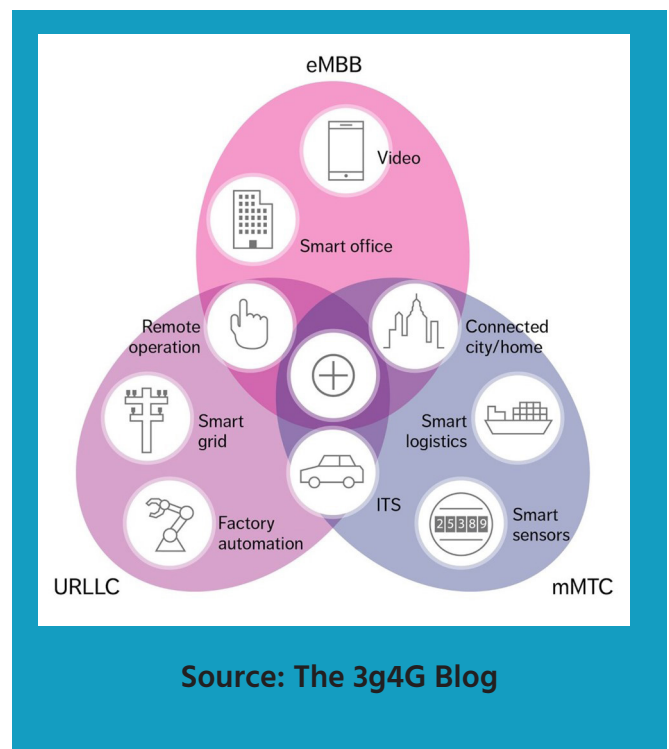 eMBB
Video
Smart office
Remote
operation
Connected
city/home
Smart
grid
Smart
logistics
ITS
Factory
automation
25389
Smart
sensors
URLLC
mMTC
Source: The 3g4G Blog